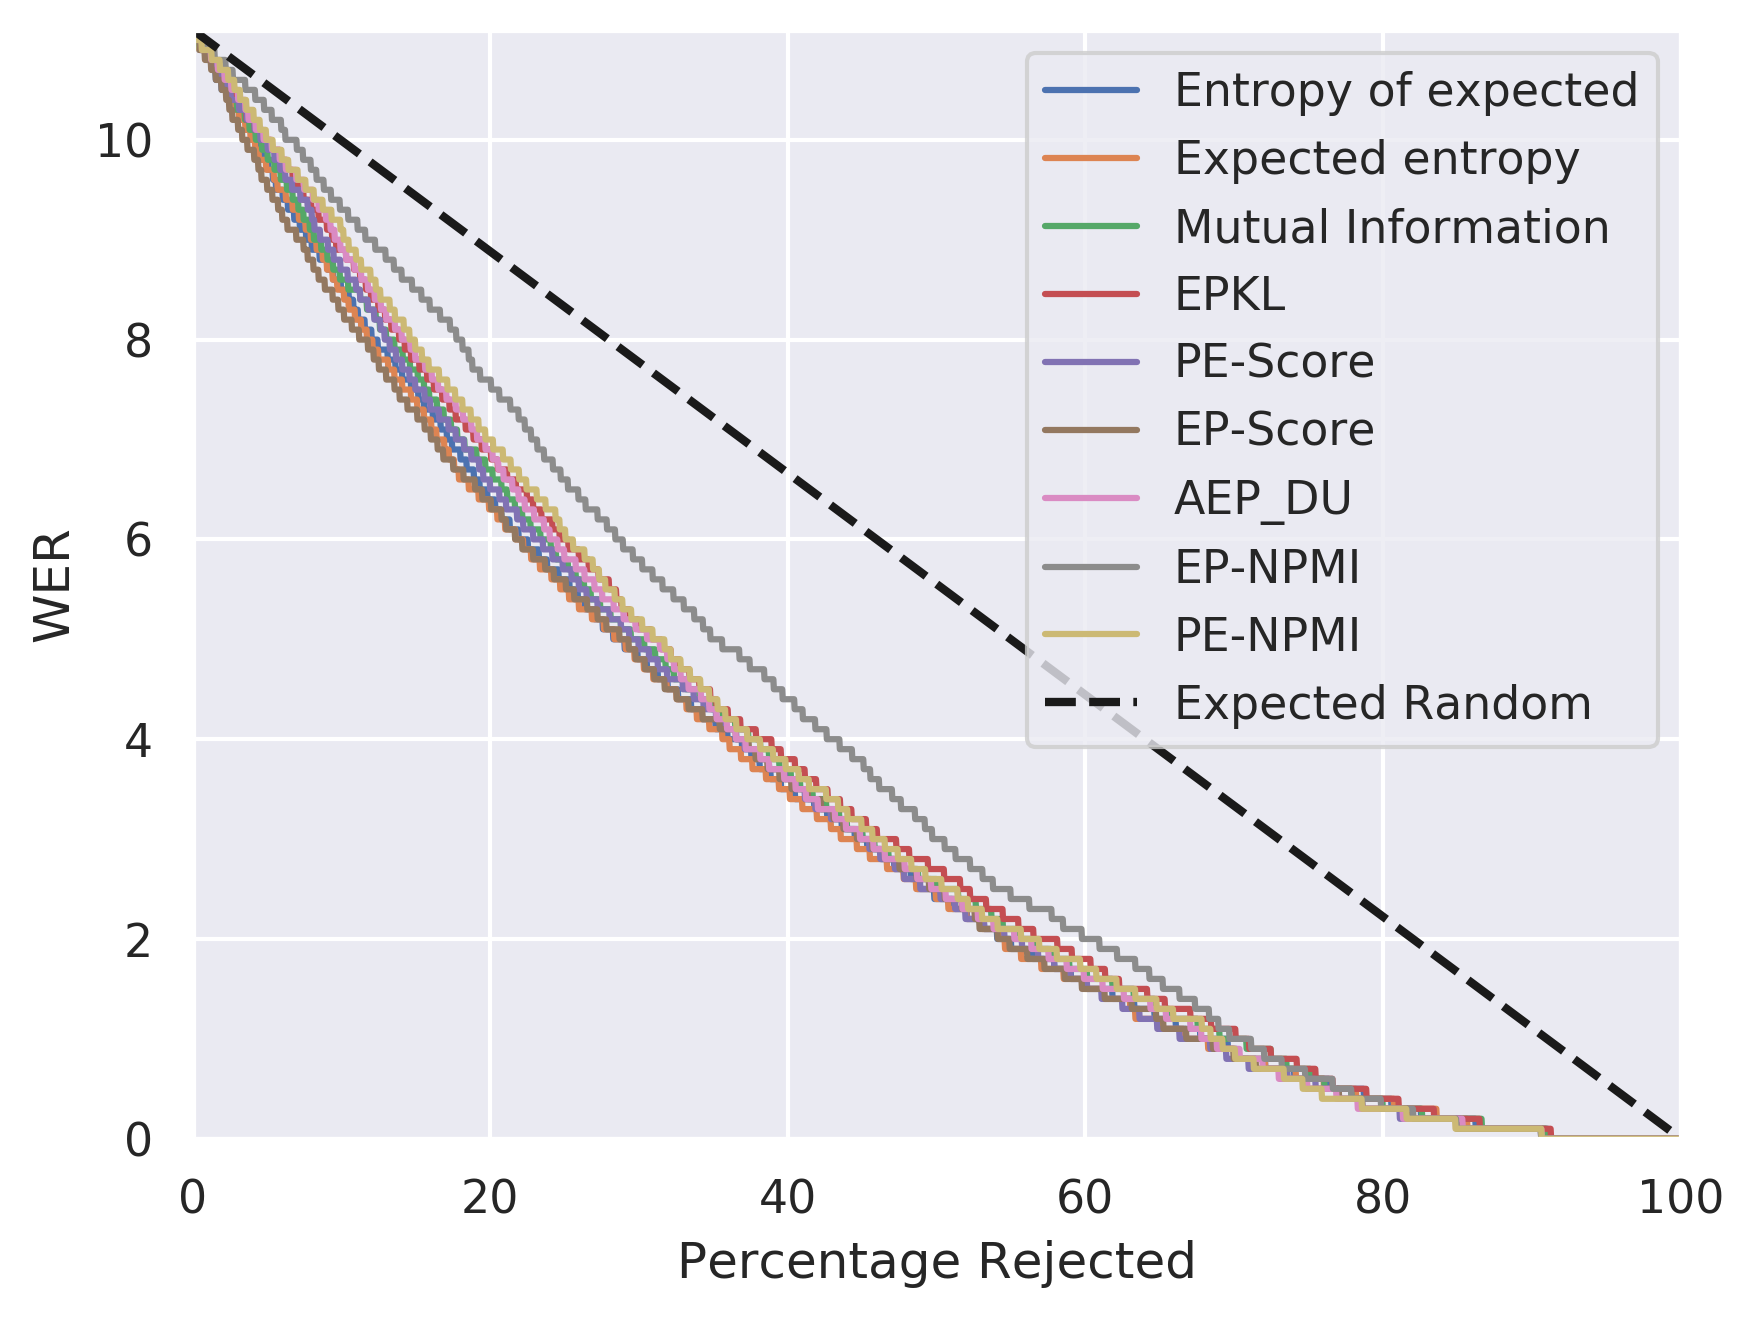 WER
10
8
6
4
2
0
0 20 40 60 80 100
Percentage Rejected
Entropy of expected
Expected entropy
Mutual Information
EPKL
PE-Score
EP-Score
AEP_DU
EP-NPMI
PE-NPMI
Expected Random